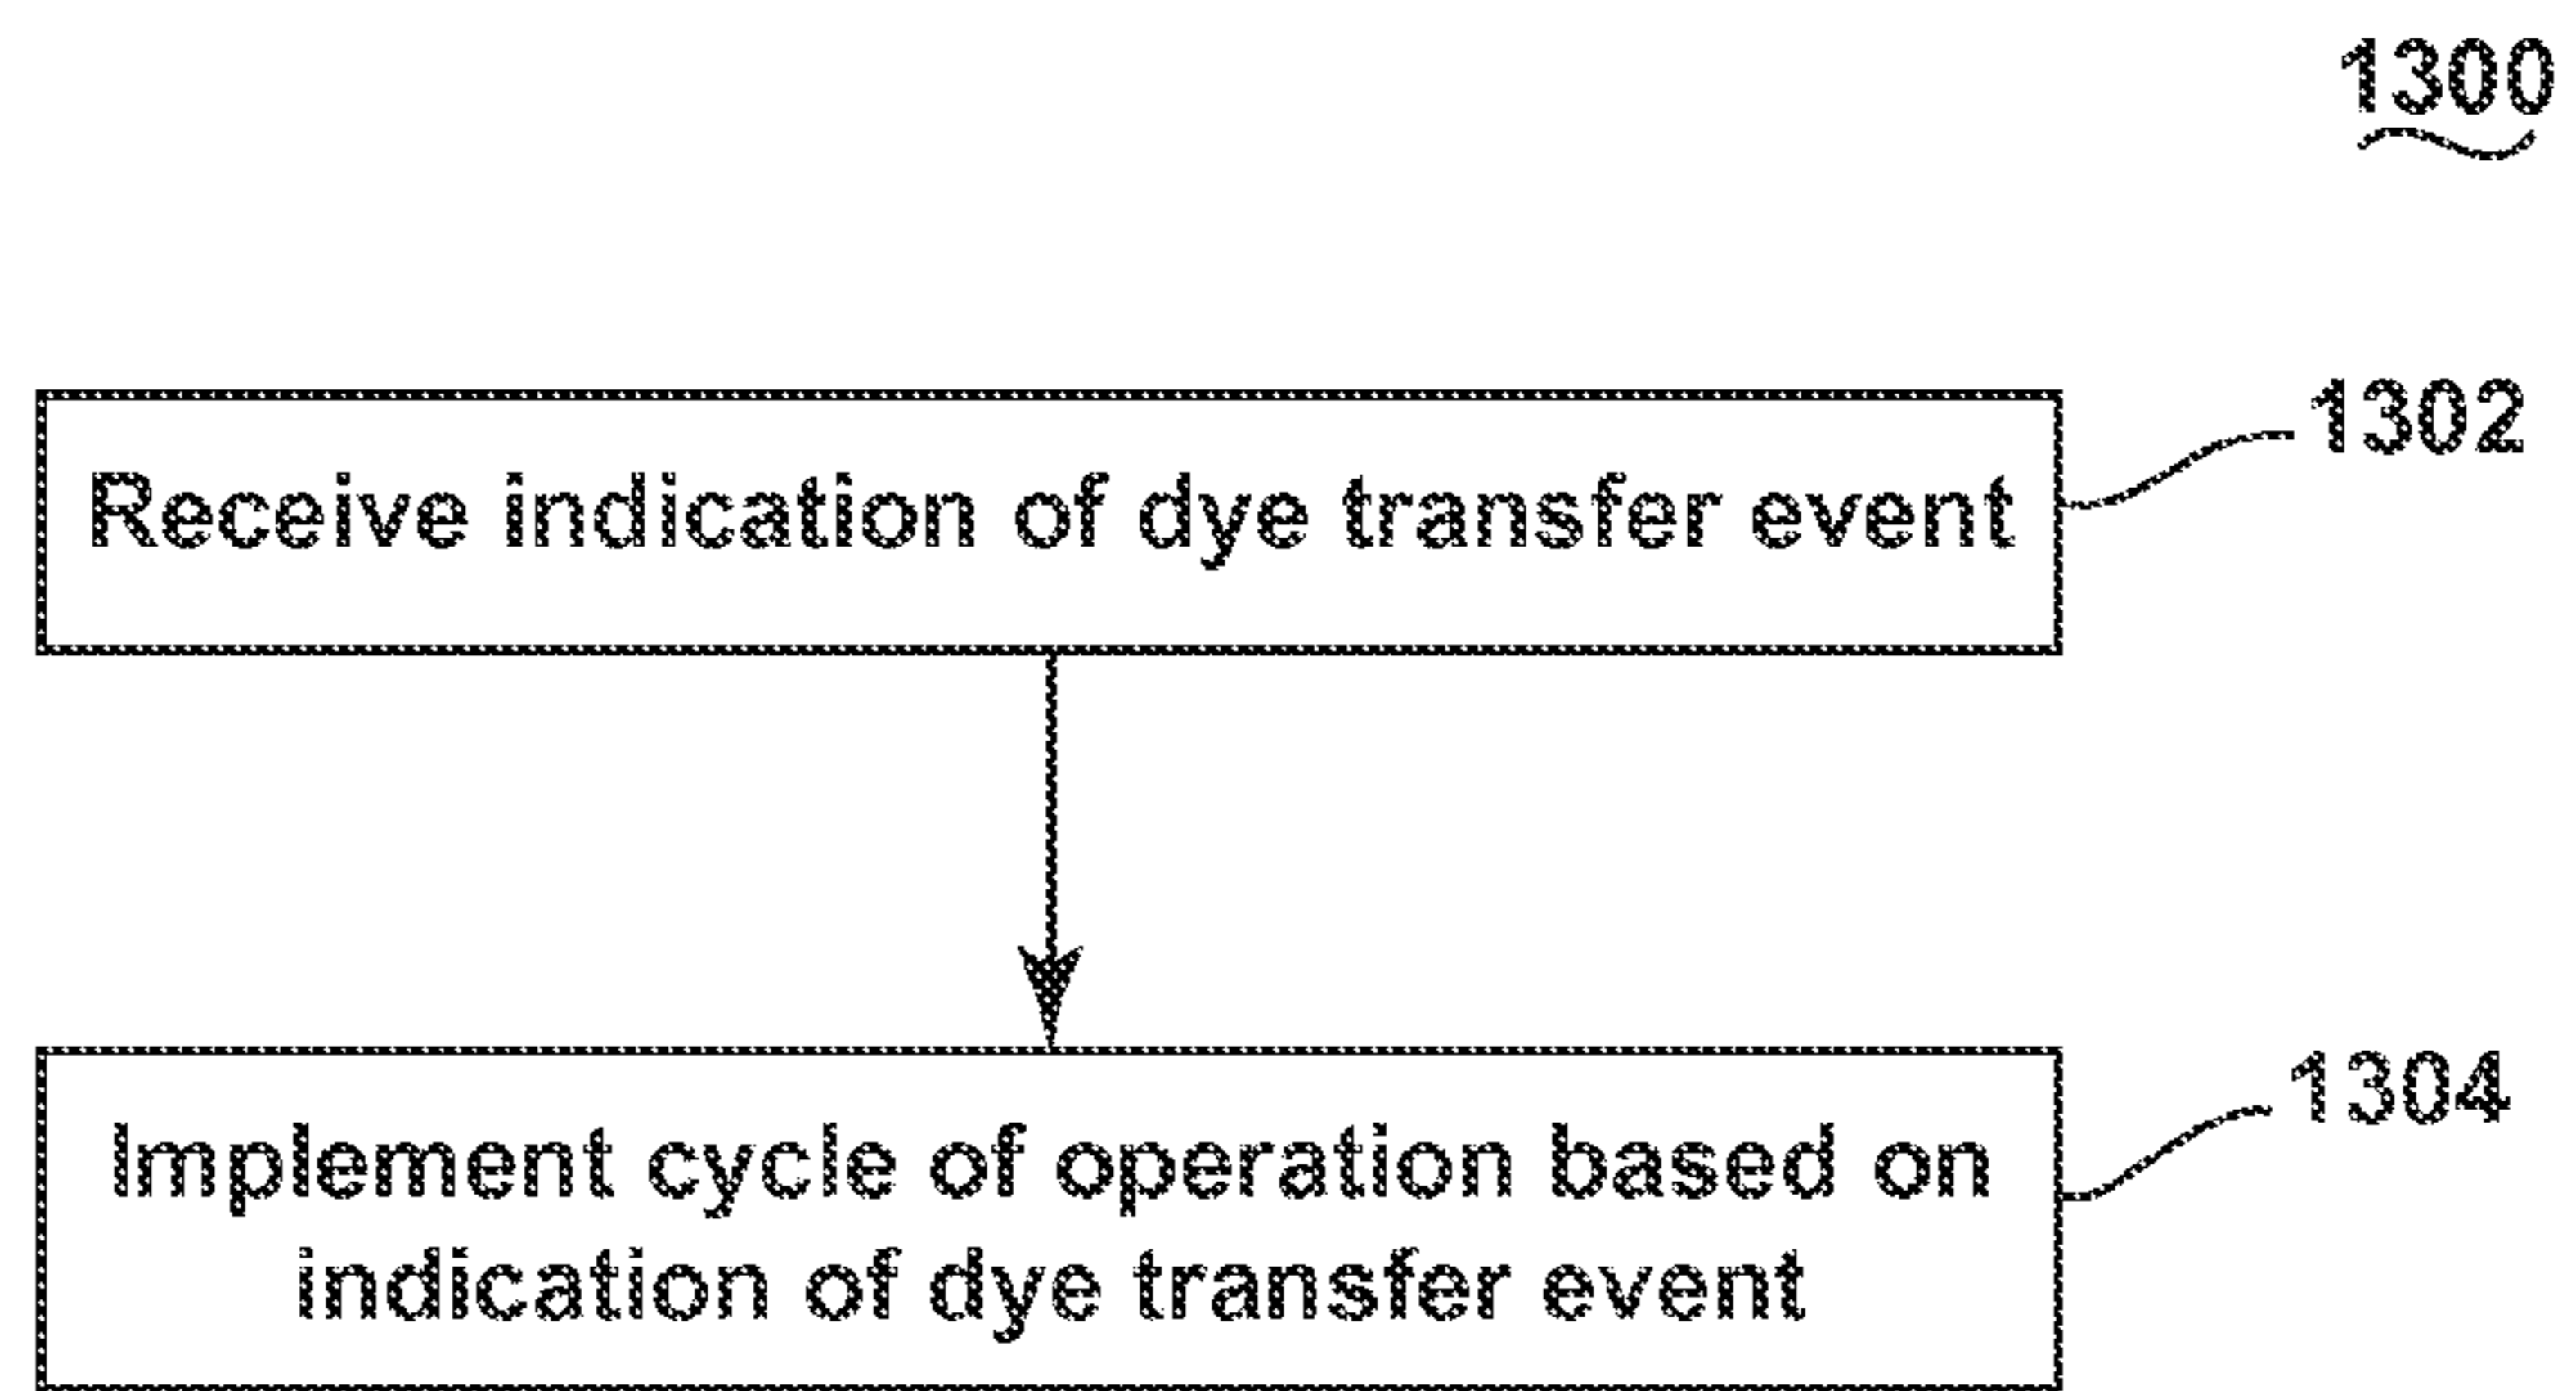 1300
Receive indication of dye transfer event
1302
Implement cycle of operation based on
indication of dye transfer event
1304